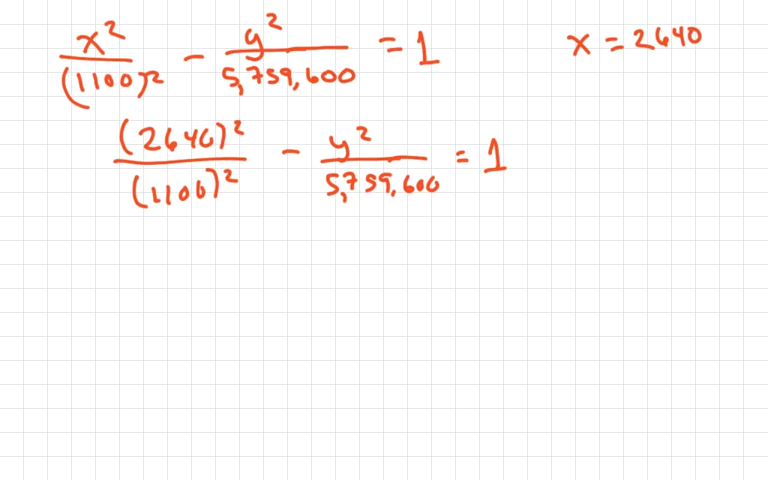 x²/(1100)² - y²/5,759,600 = 1 x = 2640
(2640)²/(1100)² - y²/5,759,600 = 1